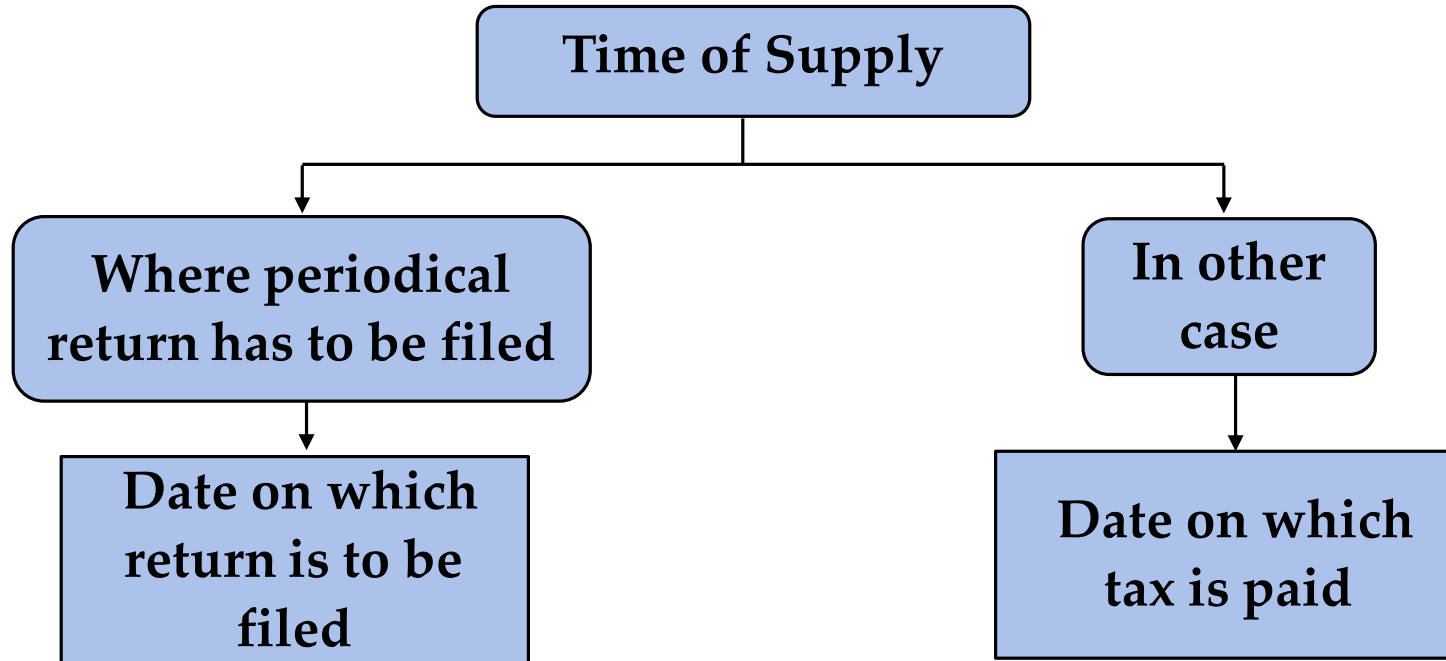 Time of Supply
Where periodical
return has to be filed
In other
case
Date on which
return is to be
filed
Date on which
tax is paid